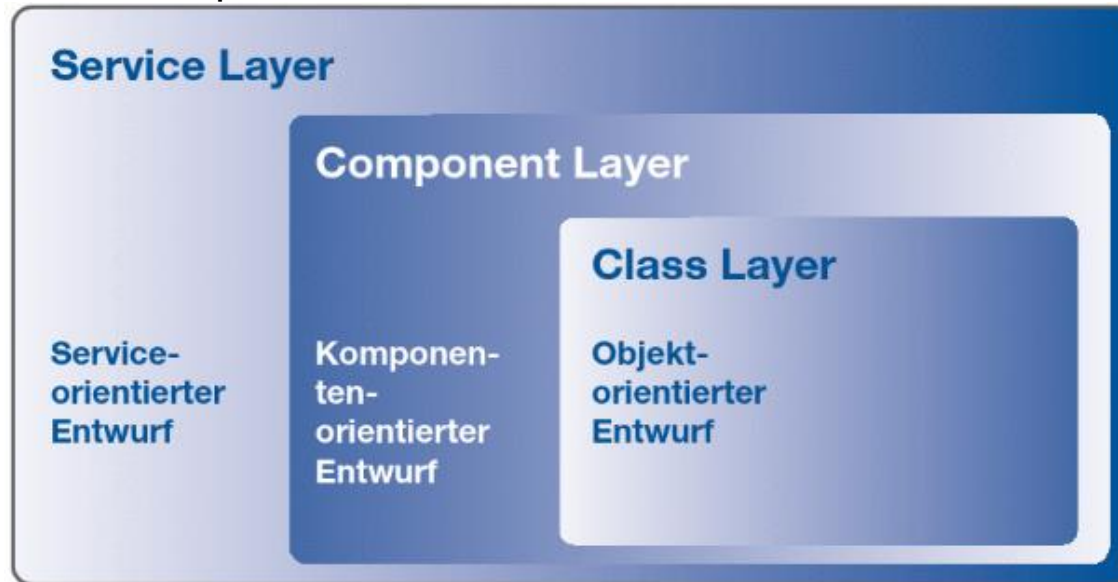 Service Layer
Component Layer
Class Layer
Service-
orientierter
Entwurf
Komponen-
ten-
orientierter
Entwurf
Objekt-
orientierter
Entwurf